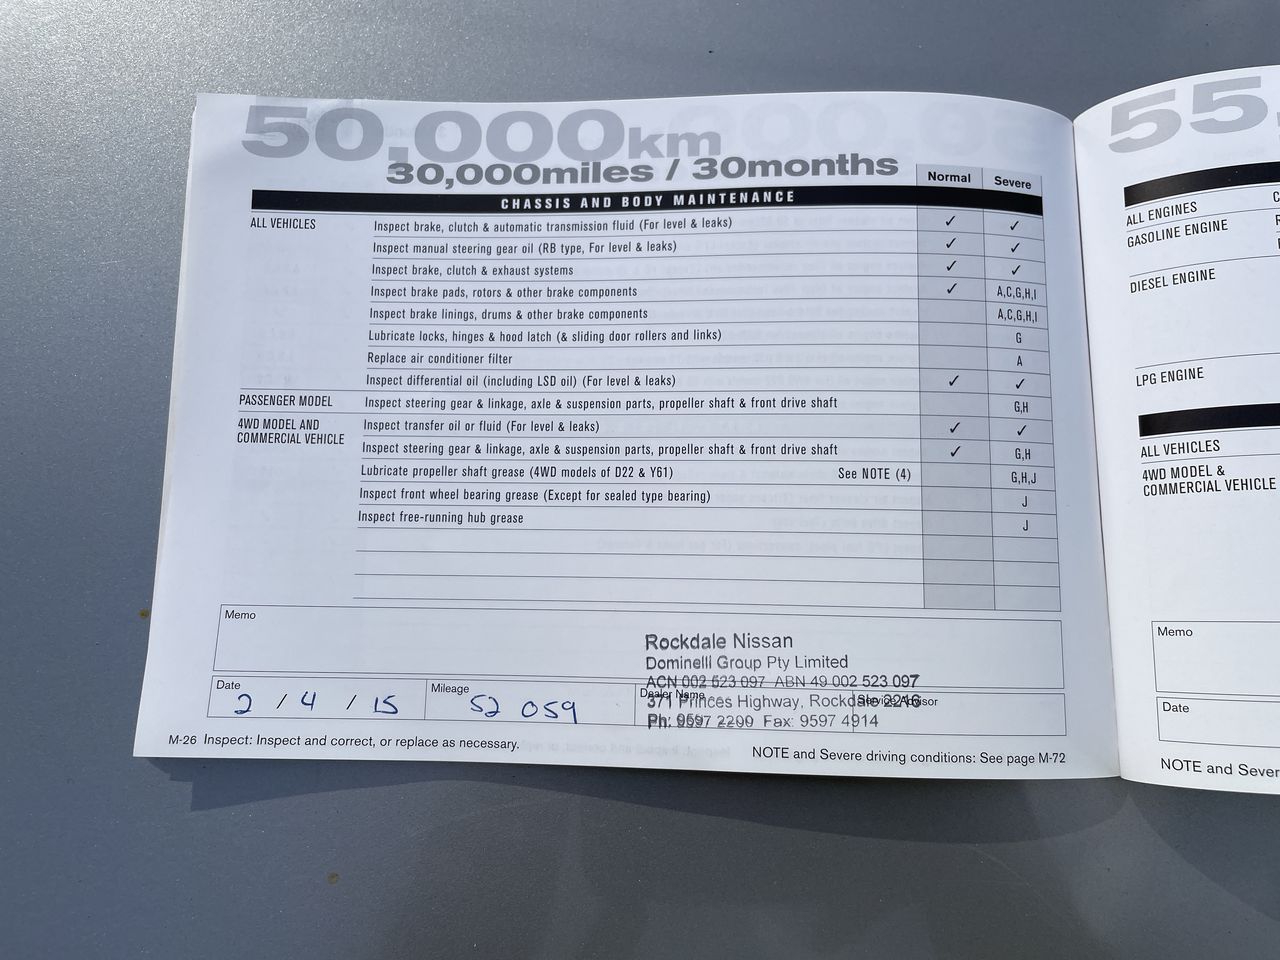 50,000km
30,000miles / 30months
Normal Severe
CHASSIS AND BODY MAINTENANCE
ALL VEHICLES Inspect brake, clutch & automatic transmission fluid (For level & leaks) ✓ ✓
Inspect manual steering gear oil (RB type, For level & leaks) ✓ ✓
Inspect brake, clutch & exhaust systems ✓ ✓
Inspect brake pads, rotors & other brake components ✓ A,C,G,H,I
Inspect brake linings, drums & other brake components A,C,G,H,I
Lubricate locks, hinges & hood latch (& sliding door rollers and links) G
Replace air conditioner filter A
Inspect differential oil (including LSD oil) (For level & leaks) ✓ ✓
PASSENGER MODEL Inspect steering gear & linkage, axle & suspension parts, propeller shaft & front drive shaft G,H
4WD MODEL AND Inspect transfer oil or fluid (For level & leaks) ✓ ✓
COMMERCIAL VEHICLE Inspect steering gear & linkage, axle & suspension parts, propeller shaft & front drive shaft ✓ G,H
Lubricate propeller shaft grease (4WD models of D22 & Y61) See NOTE (4) G,H,J
Inspect front wheel bearing grease (Except for sealed type bearing) J
Inspect free-running hub grease J
Memo
Rockdale Nissan
Dominelli Group Pty Limited
ACN 002 523 097 ABN 49 002 523 097
371 Princes Highway, Rockdale 2216
Ph: 9597 2200 Fax: 9597 4914
Date Mileage Dealer Name Service Advisor
2 / 4 / 15 52 059
M-26 Inspect: Inspect and correct, or replace as necessary.
NOTE and Severe driving conditions: See page M-72
55,
ALL ENGINES C
GASOLINE ENGINE R
DIESEL ENGINE
LPG ENGINE
ALL VEHICLES
4WD MODEL &
COMMERCIAL VEHICLE
Memo
Date
NOTE and Sever